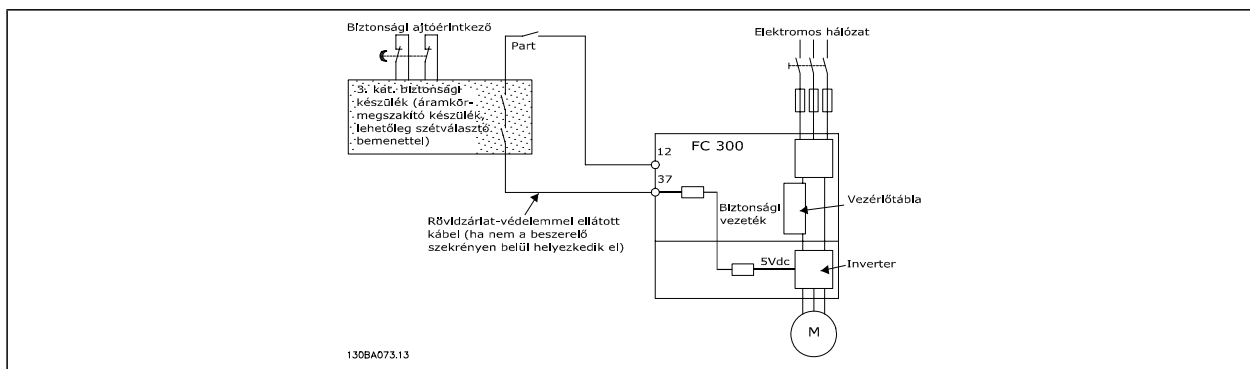 Biztonsági ajtóérintkező
Part
Elektromos hálózat
3. kat. biztonsági
készülék (áramkör-
megszakító készülék,
lehetőleg szétválasztó
bemenettel)
12
FC 300
37
Biztonsági
vezeték
Vezérlőtábla
Rövidzárlat-védelemmel ellátott
kábel (ha nem a beszerelő
szekrényen belül helyezkedik el)
5Vdc
Inverter
M
130BA073.13